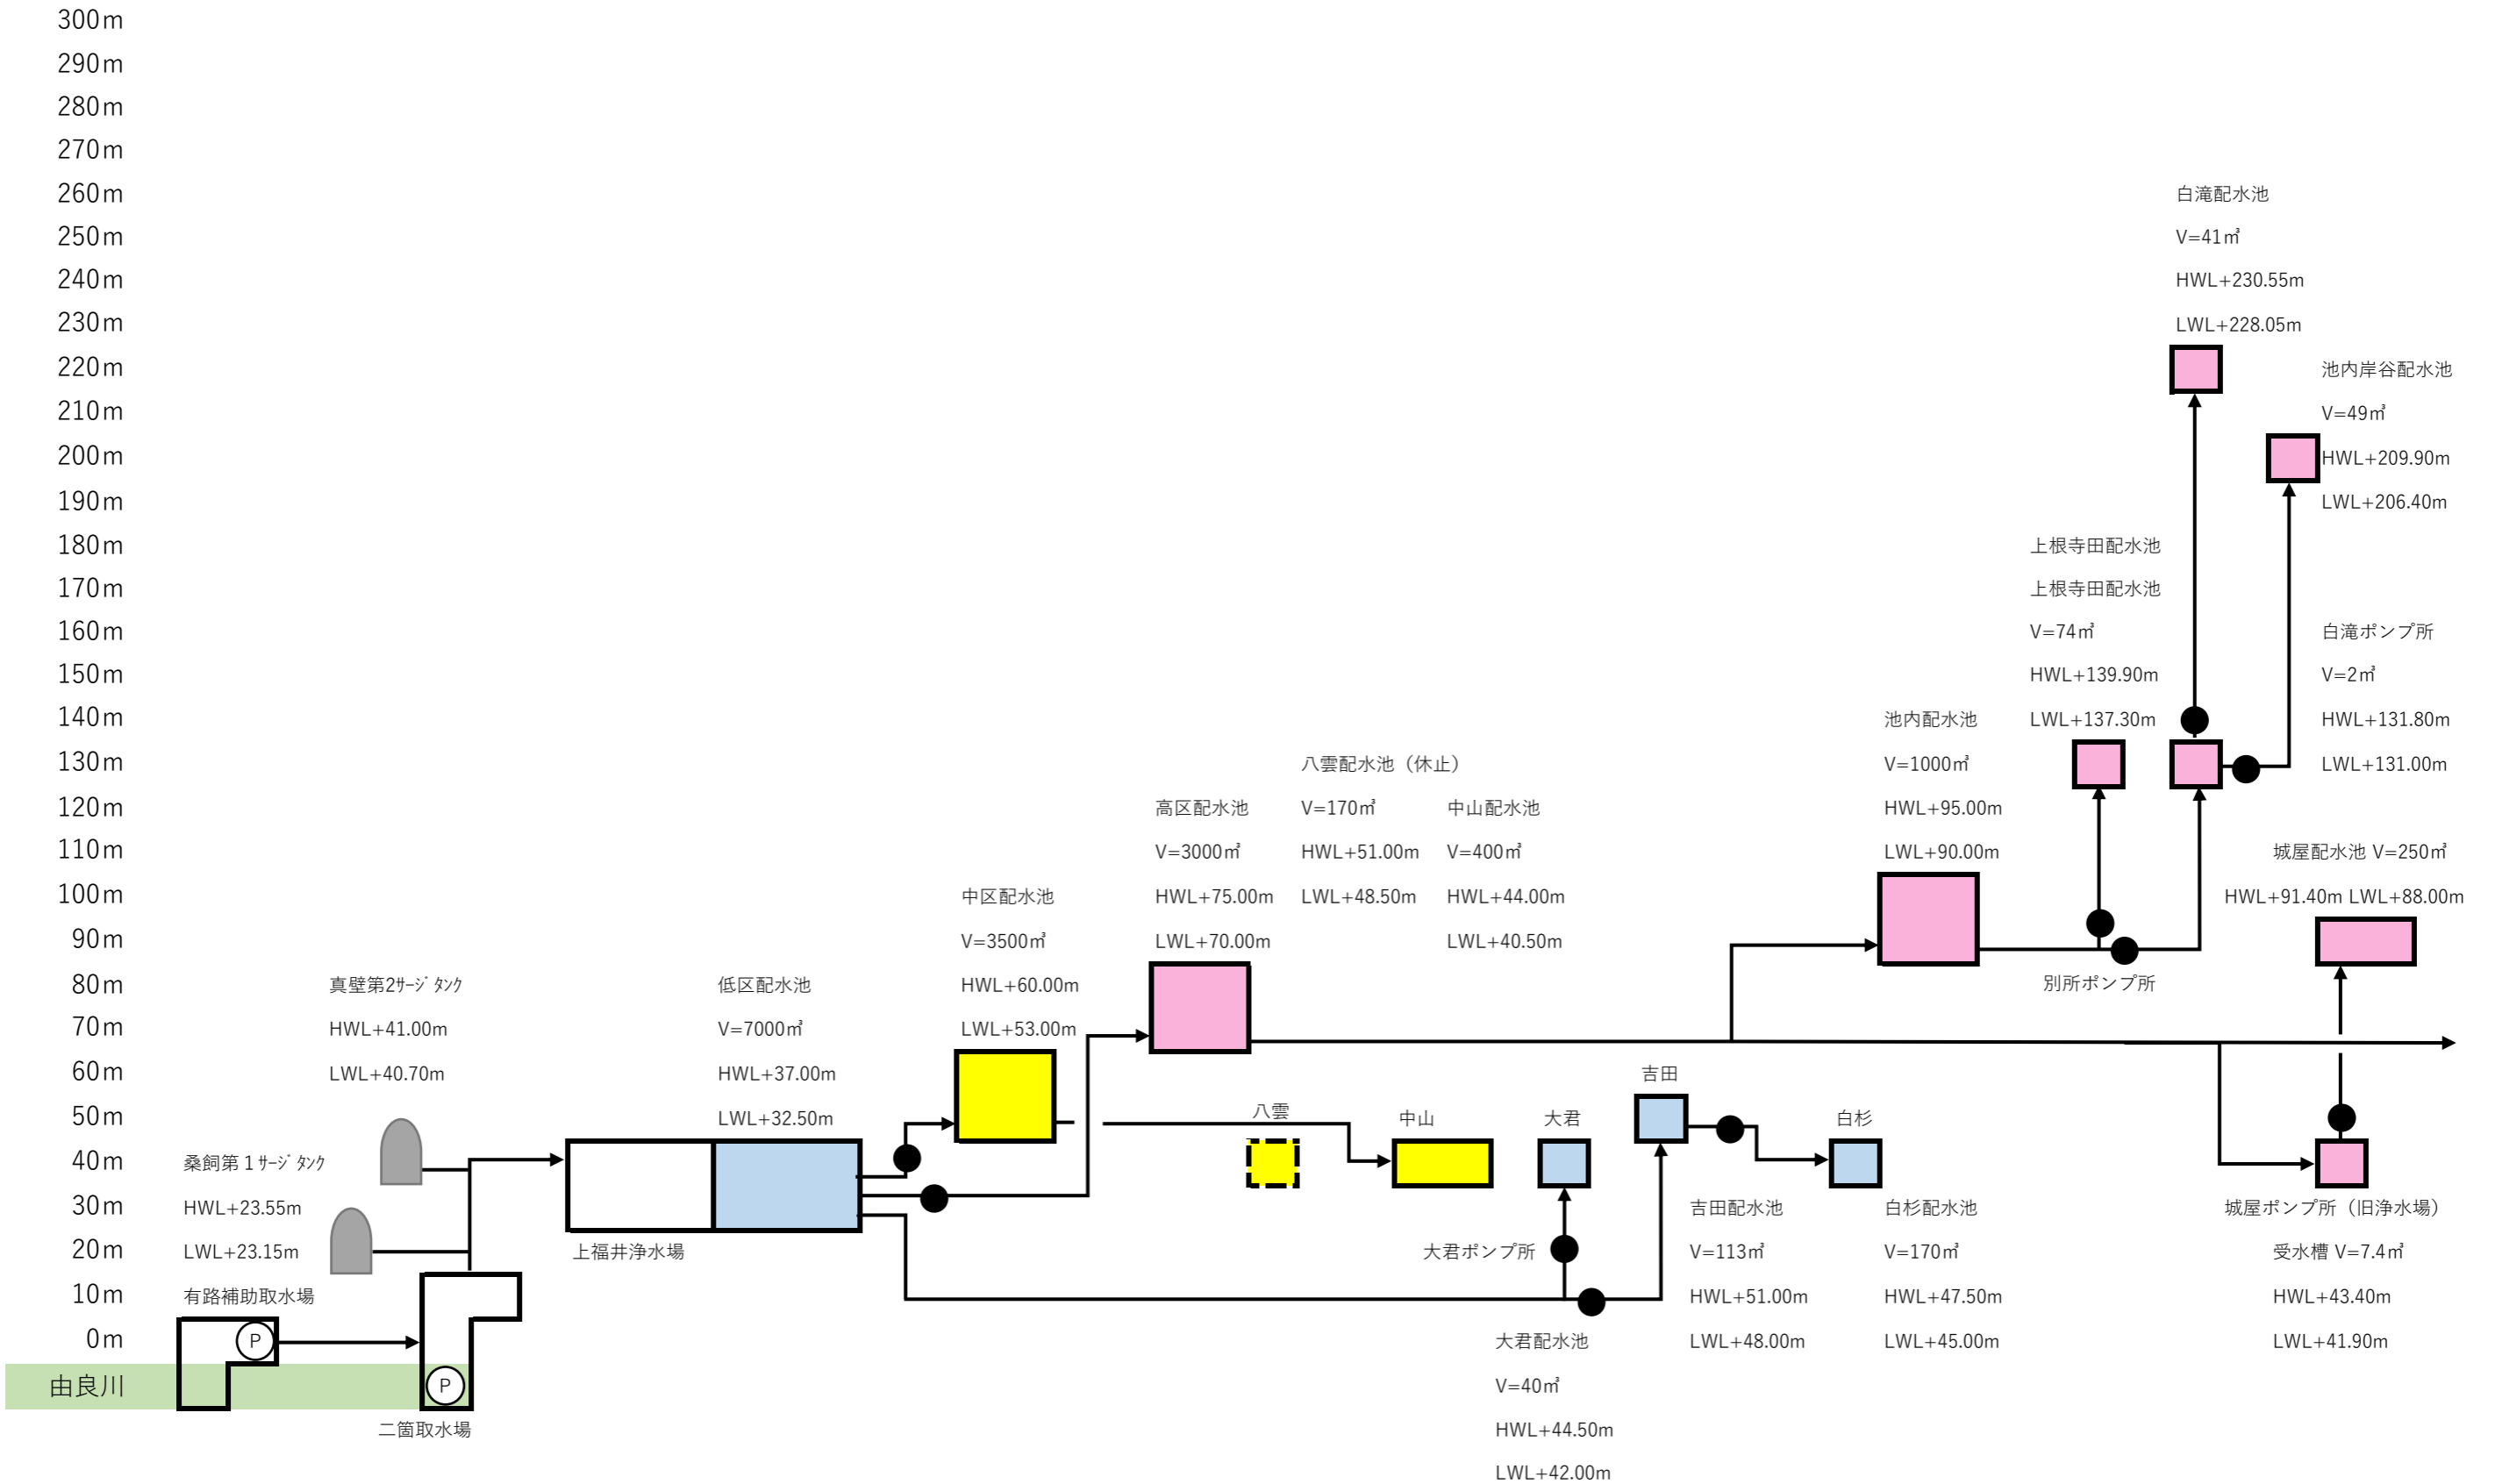 300m
290m
280m
270m
260m
250m
240m
230m
220m
210m
200m
190m
180m
170m
160m
150m
140m
130m
120m
110m
100m
90m
80m
70m
60m
50m
40m
30m
20m
10m
0m
由良川
桑飼第１ｻｰｼﾞﾀﾝｸ
HWL+23.55m
LWL+23.15m
有路補助取水場
P
真壁第2ｻｰｼﾞﾀﾝｸ
HWL+41.00m
LWL+40.70m
P
二箇取水場
上福井浄水場
低区配水池
V=7000㎥
HWL+37.00m
LWL+32.50m
中区配水池
V=3500㎥
HWL+60.00m
LWL+53.00m
高区配水池
V=3000㎥
HWL+75.00m
LWL+70.00m
八雲配水池（休止）
V=170㎥
HWL+51.00m
LWL+48.50m
八雲
中山配水池
V=400㎥
HWL+44.00m
LWL+40.50m
中山
大君
大君ポンプ所
大君配水池
V=40㎥
HWL+44.50m
LWL+42.00m
吉田
吉田配水池
V=113㎥
HWL+51.00m
LWL+48.00m
白杉
白杉配水池
V=170㎥
HWL+47.50m
LWL+45.00m
池内配水池
V=1000㎥
HWL+95.00m
LWL+90.00m
別所ポンプ所
上根寺田配水池
上根寺田配水池
V=74㎥
HWL+139.90m
LWL+137.30m
白滝配水池
V=41㎥
HWL+230.55m
LWL+228.05m
池内岸谷配水池
V=49㎥
HWL+209.90m
LWL+206.40m
白滝ポンプ所
V=2㎥
HWL+131.80m
LWL+131.00m
城屋配水池 V=250㎥
HWL+91.40m LWL+88.00m
城屋ポンプ所（旧浄水場）
受水槽 V=7.4㎥
HWL+43.40m
LWL+41.90m